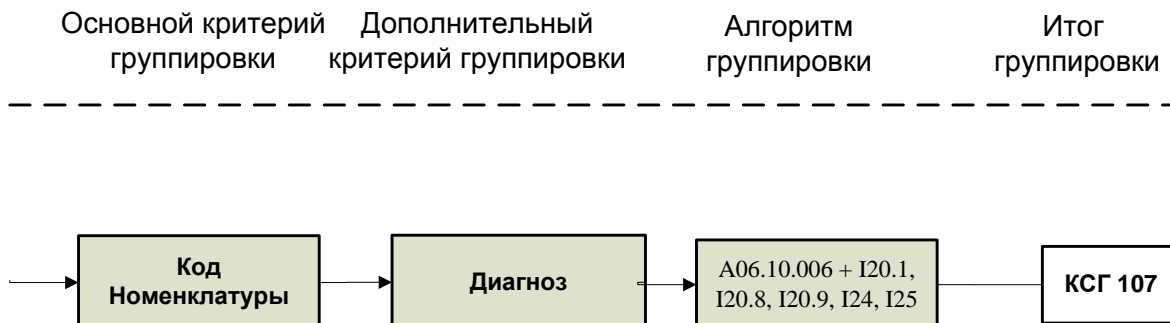 Основной критерий группировки
Дополнительный критерий группировки
Алгоритм группировки
Итог группировки
Код
Номенклатуры
Диагноз
A06.10.006 + I20.1,
I20.8, I20.9, I24, I25
КСГ 107